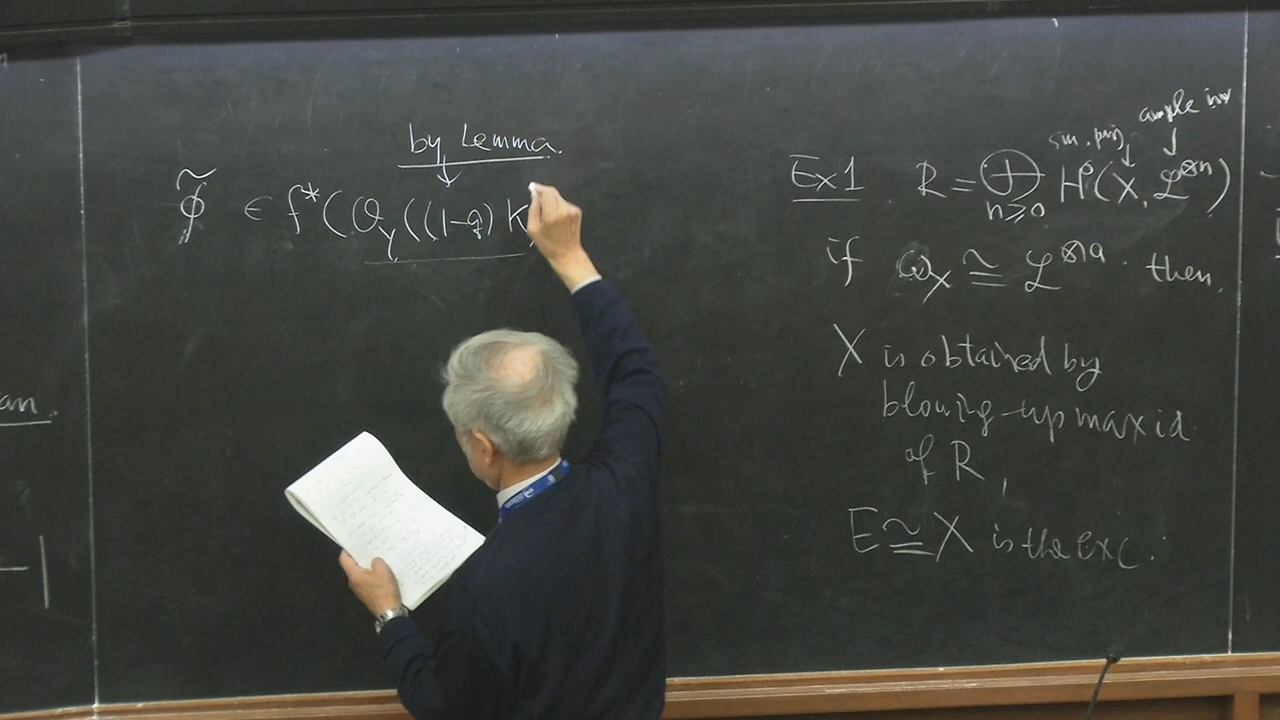 an.
by Lemma.
↓
φ̃ ∈ f*(O_Y((1-q)K
sm. proj. ample inv
↓ ↓
Ex1 R = ⊕_{n≥0} H⁰(X, ℒ^{⊗n})
if ω_X ≅ ℒ^{⊗a}. then,
X is obtained by
blowing-up max id
of R,
E ≅ X is the exc.